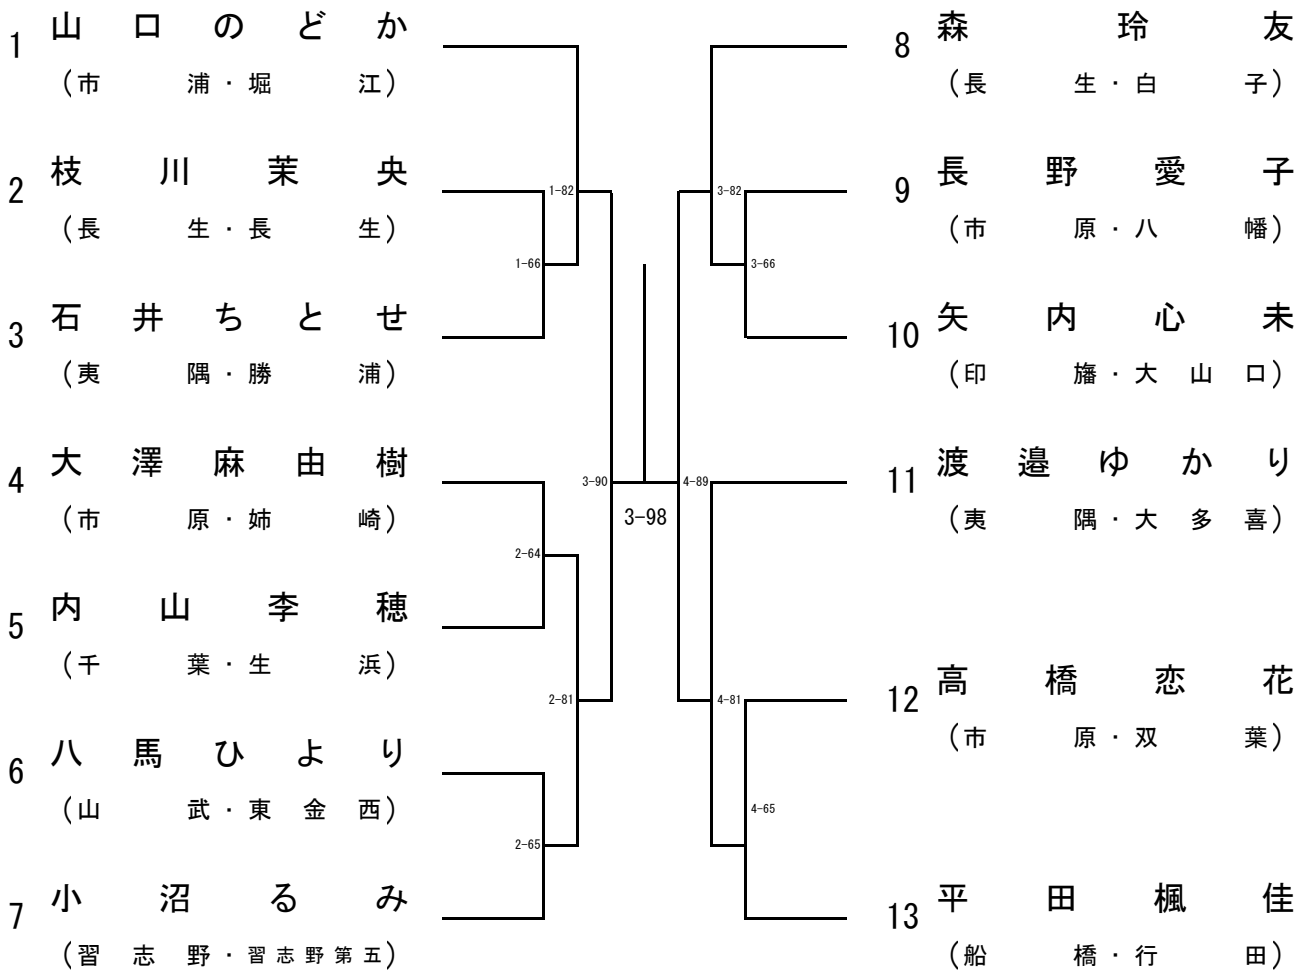 1 山口のどか
（市浦・堀江）
2 枝川茉央
（長生・長生）
3 石井ちとせ
（夷隅・勝浦）
4 大澤麻由樹
（市原・姉崎）
5 内山李穂
（千葉・生浜）
6 八馬ひより
（山武・東金西）
7 小沼るみ
（習志野・習志野第五）
1-82
1-66
3-90
2-64
2-81
2-65
3-98
3-82
3-66
4-89
4-81
4-65
8 森玲友
（長生・白子）
9 長野愛子
（市原・八幡）
10 矢内心未
（印旛・大山口）
11 渡邉ゆかり
（夷隅・大多喜）
12 高橋恋花
（市原・双葉）
13 平田楓佳
（船橋・行田）